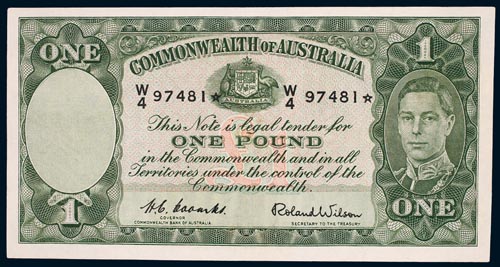 ONE
COMMONWEALTH OF AUSTRALIA
1
W/4 97481★
W/4 97481★
AUSTRALIA
This Note is legal tender for
ONE POUND
in the Commonwealth and in all
Territories under the control of the
Commonwealth.
1
H.C. Coombs.
Roland Wilson
GOVERNOR
COMMONWEALTH BANK OF AUSTRALIA
SECRETARY TO THE TREASURY
ONE